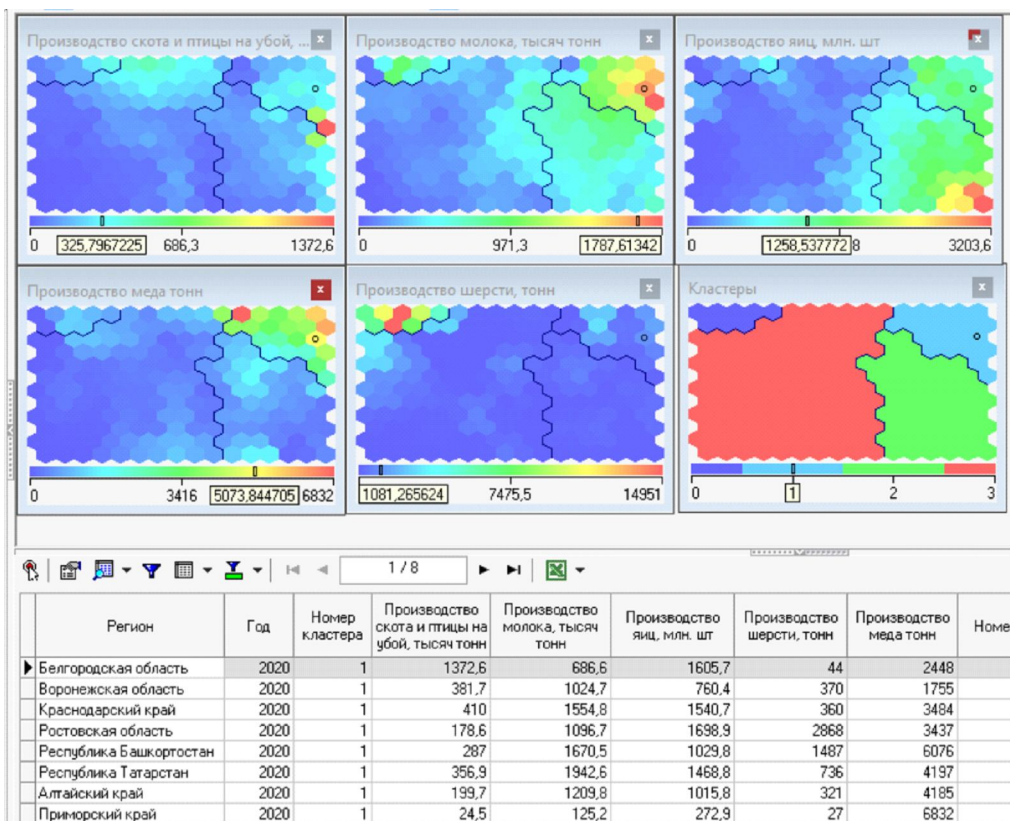 Производство скота и птицы на убой, ...
Производство молока, тысяч тонн
Производство яиц, млн. шт
0 325,7967225 686,3 1372,6
0 971,3 1787,61342
0 1258,537772 8 3203,6
Производство меда тонн
Производство шерсти, тонн
Кластеры
0 3416 5073,844705 6832
1081,265624 7475,5 14951
0 1 2 3
1 / 8
Регион Год Номер кластера Производство скота и птицы на убой, тысяч тонн Производство молока, тысяч тонн Производство яиц, млн. шт Производство шерсти, тонн Производство меда тонн Номе
Белгородская область 2020 1 1372,6 686,6 1605,7 44 2448
Воронежская область 2020 1 381,7 1024,7 760,4 370 1755
Краснодарский край 2020 1 410 1554,8 1540,7 360 3484
Ростовская область 2020 1 178,6 1096,7 1698,9 2868 3437
Республика Башкортостан 2020 1 287 1670,5 1029,8 1487 6076
Республика Татарстан 2020 1 356,9 1942,6 1468,8 736 4197
Алтайский край 2020 1 199,7 1209,8 1015,8 321 4185
Приморский край 2020 1 24,5 125,2 272,9 27 6832